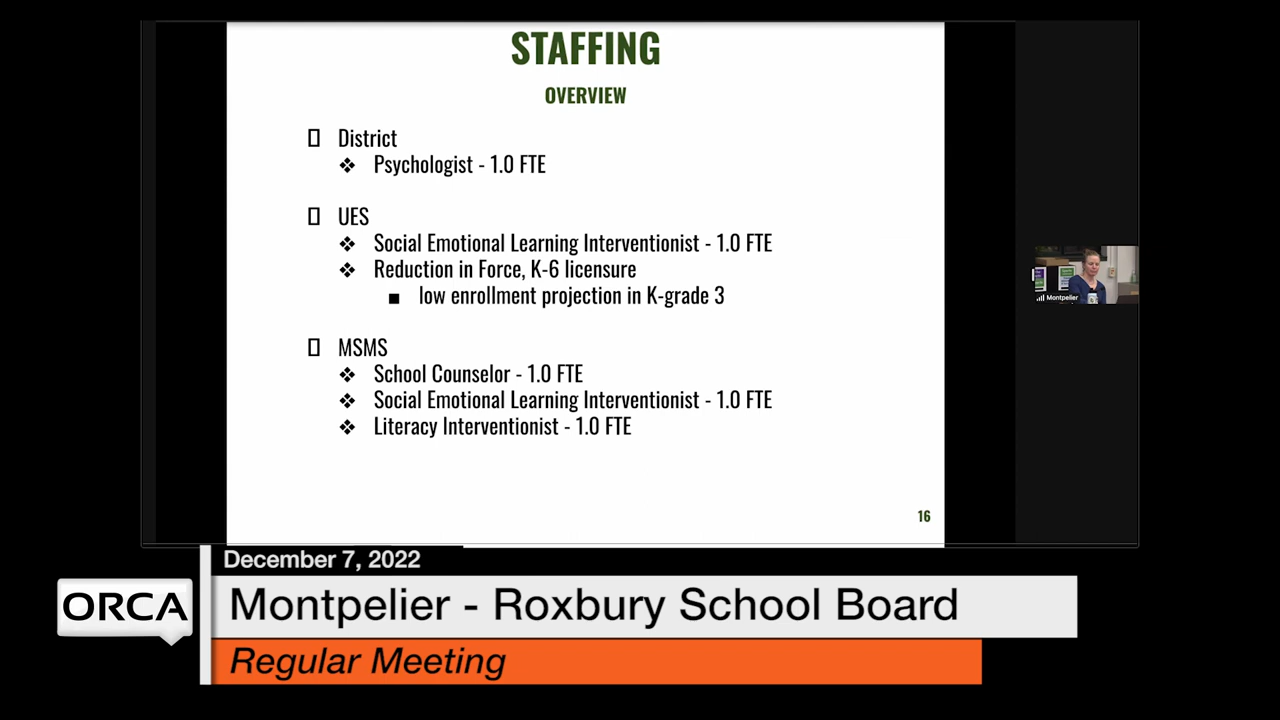 STAFFING
OVERVIEW
District
❖ Psychologist - 1.0 FTE
UES
❖ Social Emotional Learning Interventionist - 1.0 FTE
❖ Reduction in Force, K-6 licensure
■ low enrollment projection in K-grade 3
MSMS
❖ School Counselor - 1.0 FTE
❖ Social Emotional Learning Interventionist - 1.0 FTE
❖ Literacy Interventionist - 1.0 FTE
16
Montpelier
December 7, 2022
ORCA
Montpelier - Roxbury School Board
Regular Meeting